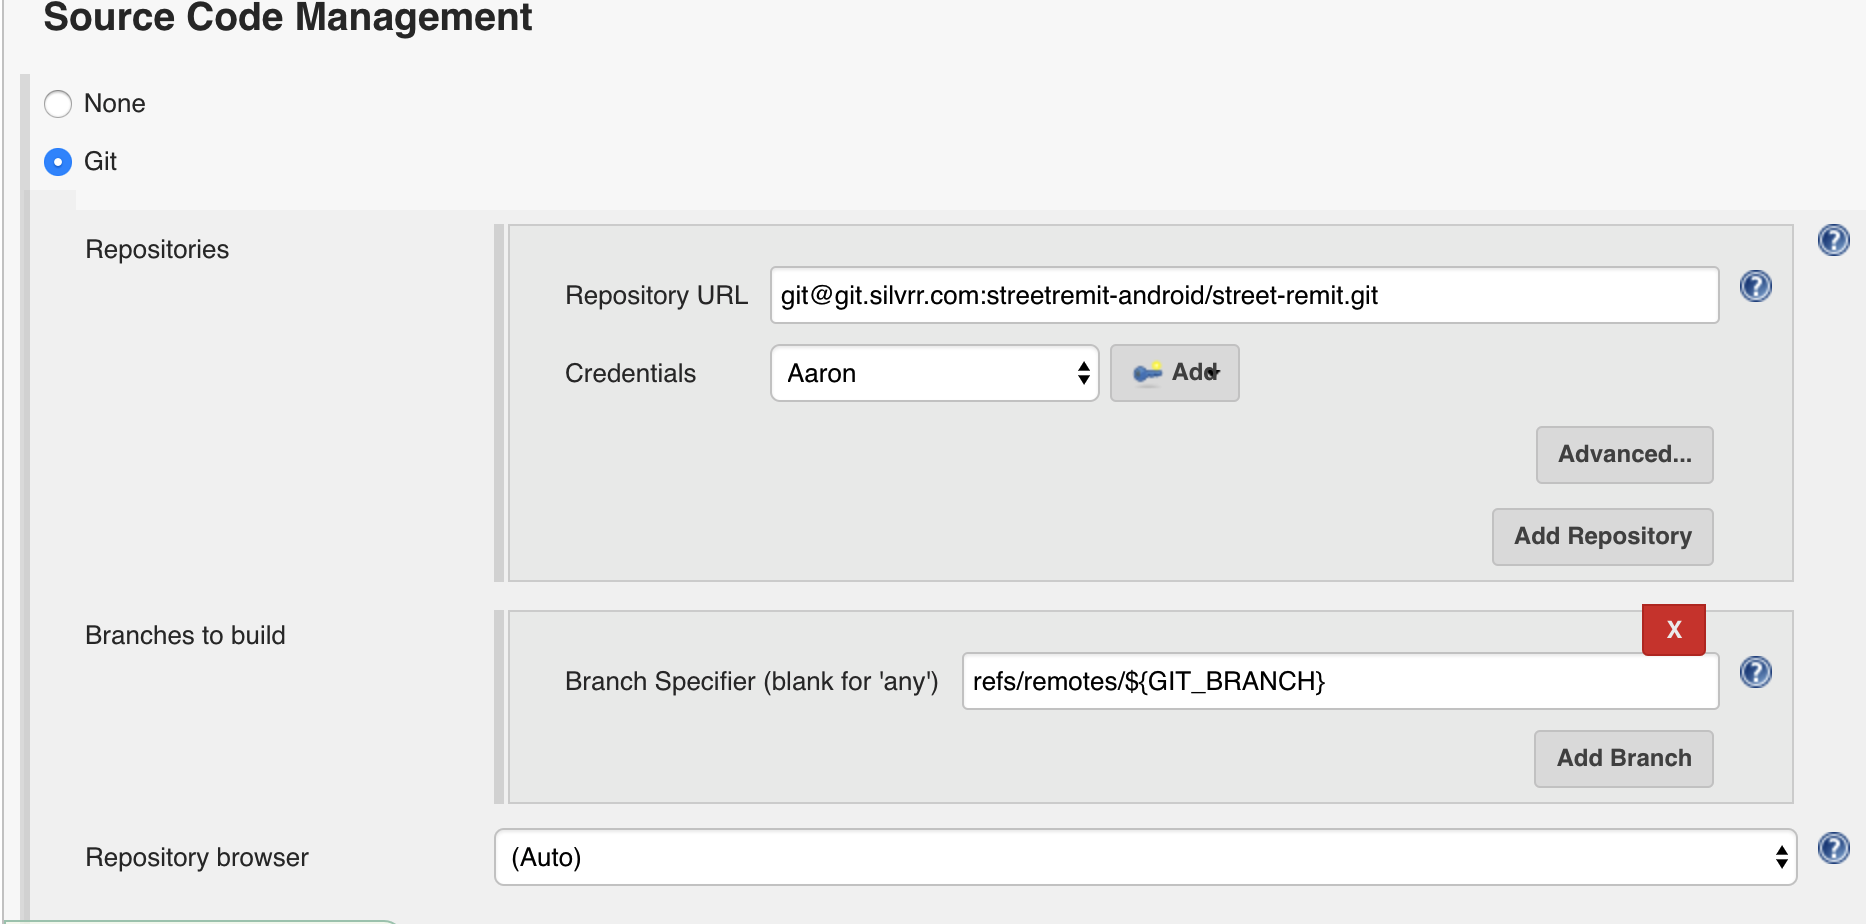 Source Code Management
None
Git
Repositories
Repository URL git@git.silvrr.com:streetremit-android/street-remit.git
Credentials Aaron Add
Advanced...
Add Repository
Branches to build
X
Branch Specifier (blank for 'any') refs/remotes/${GIT_BRANCH}
Add Branch
Repository browser (Auto)